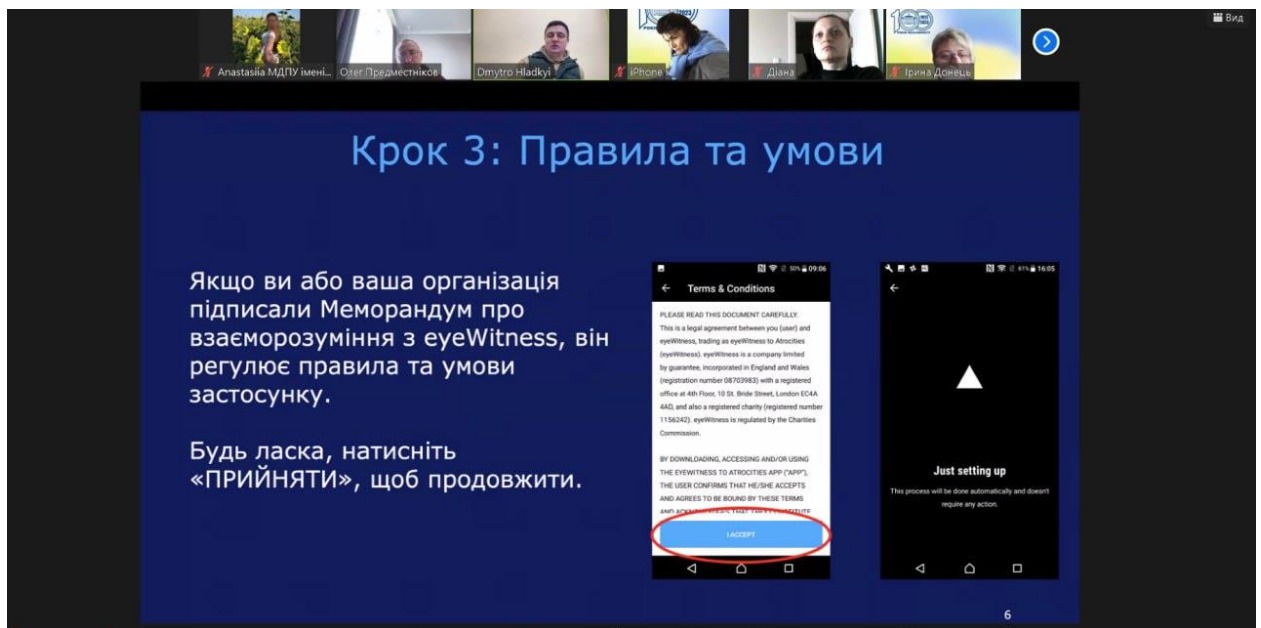 Вид
Anastasiia МДПУ імені...
Олег Предместніков
Dmytro Hladkyi
iPhone
Діана
Ірина Донець
Крок 3: Правила та умови
Якщо ви або ваша організація
підписали Меморандум про
взаєморозуміння з eyeWitness, він
регулює правила та умови
застосунку.
Будь ласка, натисніть
«ПРИЙНЯТИ», щоб продовжити.
50% 09:06
Terms & Conditions
PLEASE READ THIS DOCUMENT CAREFULLY.
This is a legal agreement between you (user) and
eyeWitness, trading as eyeWitness to Atrocities
(eyeWitness). eyeWitness is a company limited
by guarantee, incorporated in England and Wales
(registration number 08703983) with a registered
office at 4th Floor, 10 St. Bride Street, London EC4A
4AD, and also a registered charity (registered number
1156242). eyeWitness is regulated by the Charities
Commission.
BY DOWNLOADING, ACCESSING AND/OR USING
THE EYEWITNESS TO ATROCITIES APP ("APP"),
THE USER CONFIRMS THAT HE/SHE ACCEPTS
AND AGREES TO BE BOUND BY THESE TERMS
I ACCEPT
61% 16:05
Just setting up
This process will be done automatically and doesn't
require any action.
6